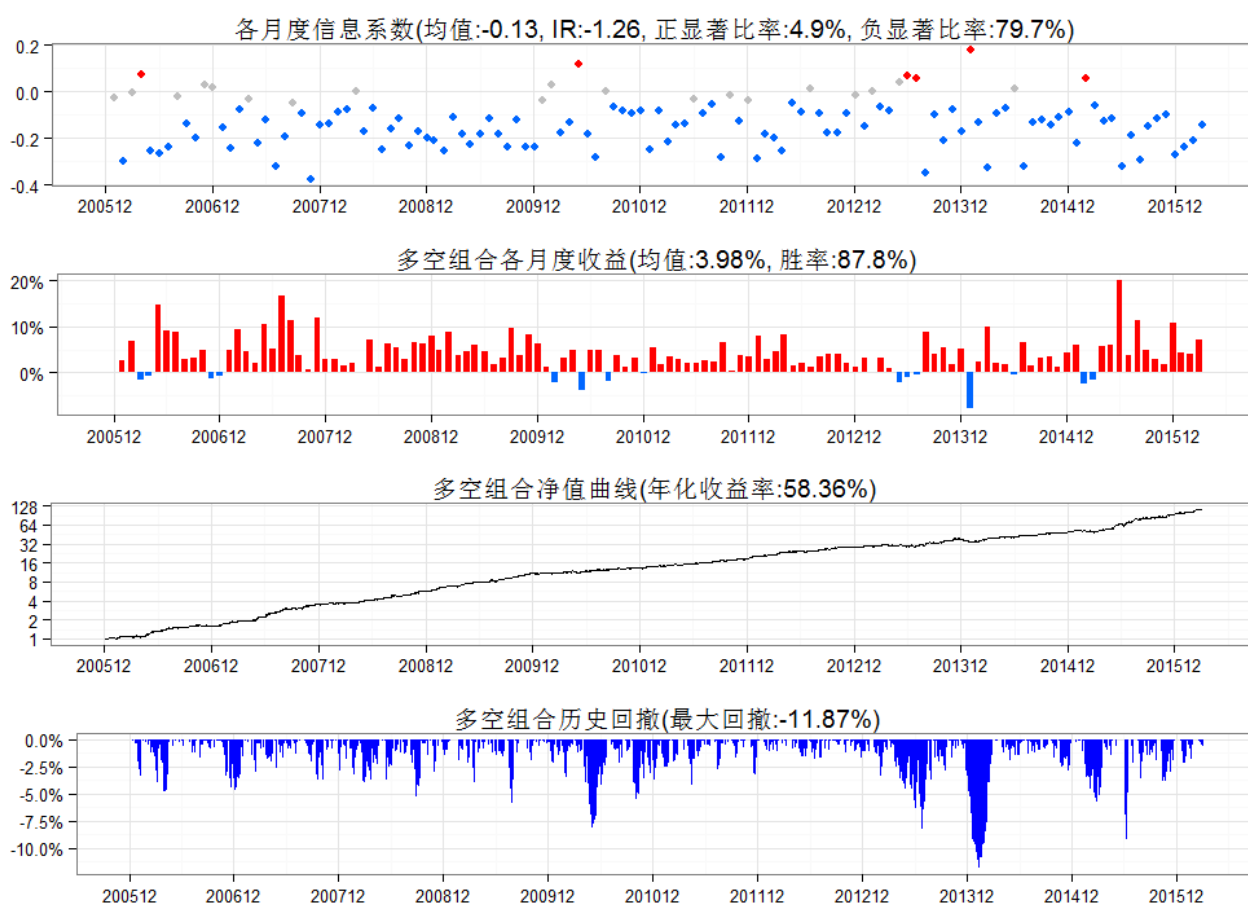 各月度信息系数(均值:-0.13, IR:-1.26, 正显著比率:4.9%, 负显著比率:79.7%)
0.2
0.0
-0.2
-0.4
200512 200612 200712 200812 200912 201012 201112 201212 201312 201412 201512
多空组合各月度收益(均值:3.98%, 胜率:87.8%)
20%
10%
0%
200512 200612 200712 200812 200912 201012 201112 201212 201312 201412 201512
多空组合净值曲线(年化收益率:58.36%)
128
64
32
16
8
4
2
1
200512 200612 200712 200812 200912 201012 201112 201212 201312 201412 201512
多空组合历史回撤(最大回撤:-11.87%)
0.0%
-2.5%
-5.0%
-7.5%
-10.0%
200512 200612 200712 200812 200912 201012 201112 201212 201312 201412 201512